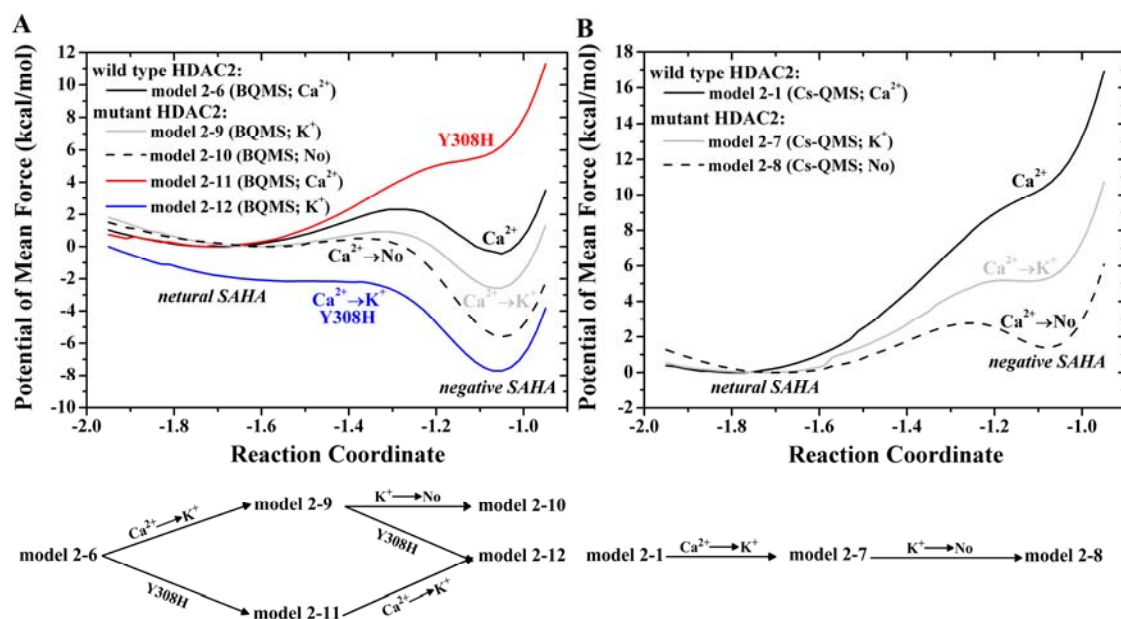 A
Potential of Mean Force (kcal/mol)
12
10
8
6
4
2
0
-2
-4
-6
-8
-10
wild type HDAC2:
model 2-6 (BQMS; Ca²⁺)
mutant HDAC2:
model 2-9 (BQMS; K⁺)
model 2-10 (BQMS; No)
model 2-11 (BQMS; Ca²⁺)
model 2-12 (BQMS; K⁺)
Y308H
Ca²⁺
Ca²⁺→No
Ca²⁺→K⁺
netural SAHA
Ca²⁺→K⁺
Y308H
negative SAHA
-2.0 -1.8 -1.6 -1.4 -1.2 -1.0
Reaction Coordinate
B
Potential of Mean Force (kcal/mol)
18
16
14
12
10
8
6
4
2
0
-2
wild type HDAC2:
model 2-1 (Cs-QMS; Ca²⁺)
mutant HDAC2:
model 2-7 (Cs-QMS; K⁺)
model 2-8 (Cs-QMS; No)
Ca²⁺
Ca²⁺→K⁺
Ca²⁺→No
netural SAHA
negative SAHA
-2.0 -1.8 -1.6 -1.4 -1.2 -1.0
Reaction Coordinate
model 2-6
Ca²⁺→K⁺
model 2-9
K⁺→No
model 2-10
Y308H
model 2-12
Y308H
model 2-11
Ca²⁺→K⁺
model 2-1
Ca²⁺→K⁺
model 2-7
K⁺→No
model 2-8